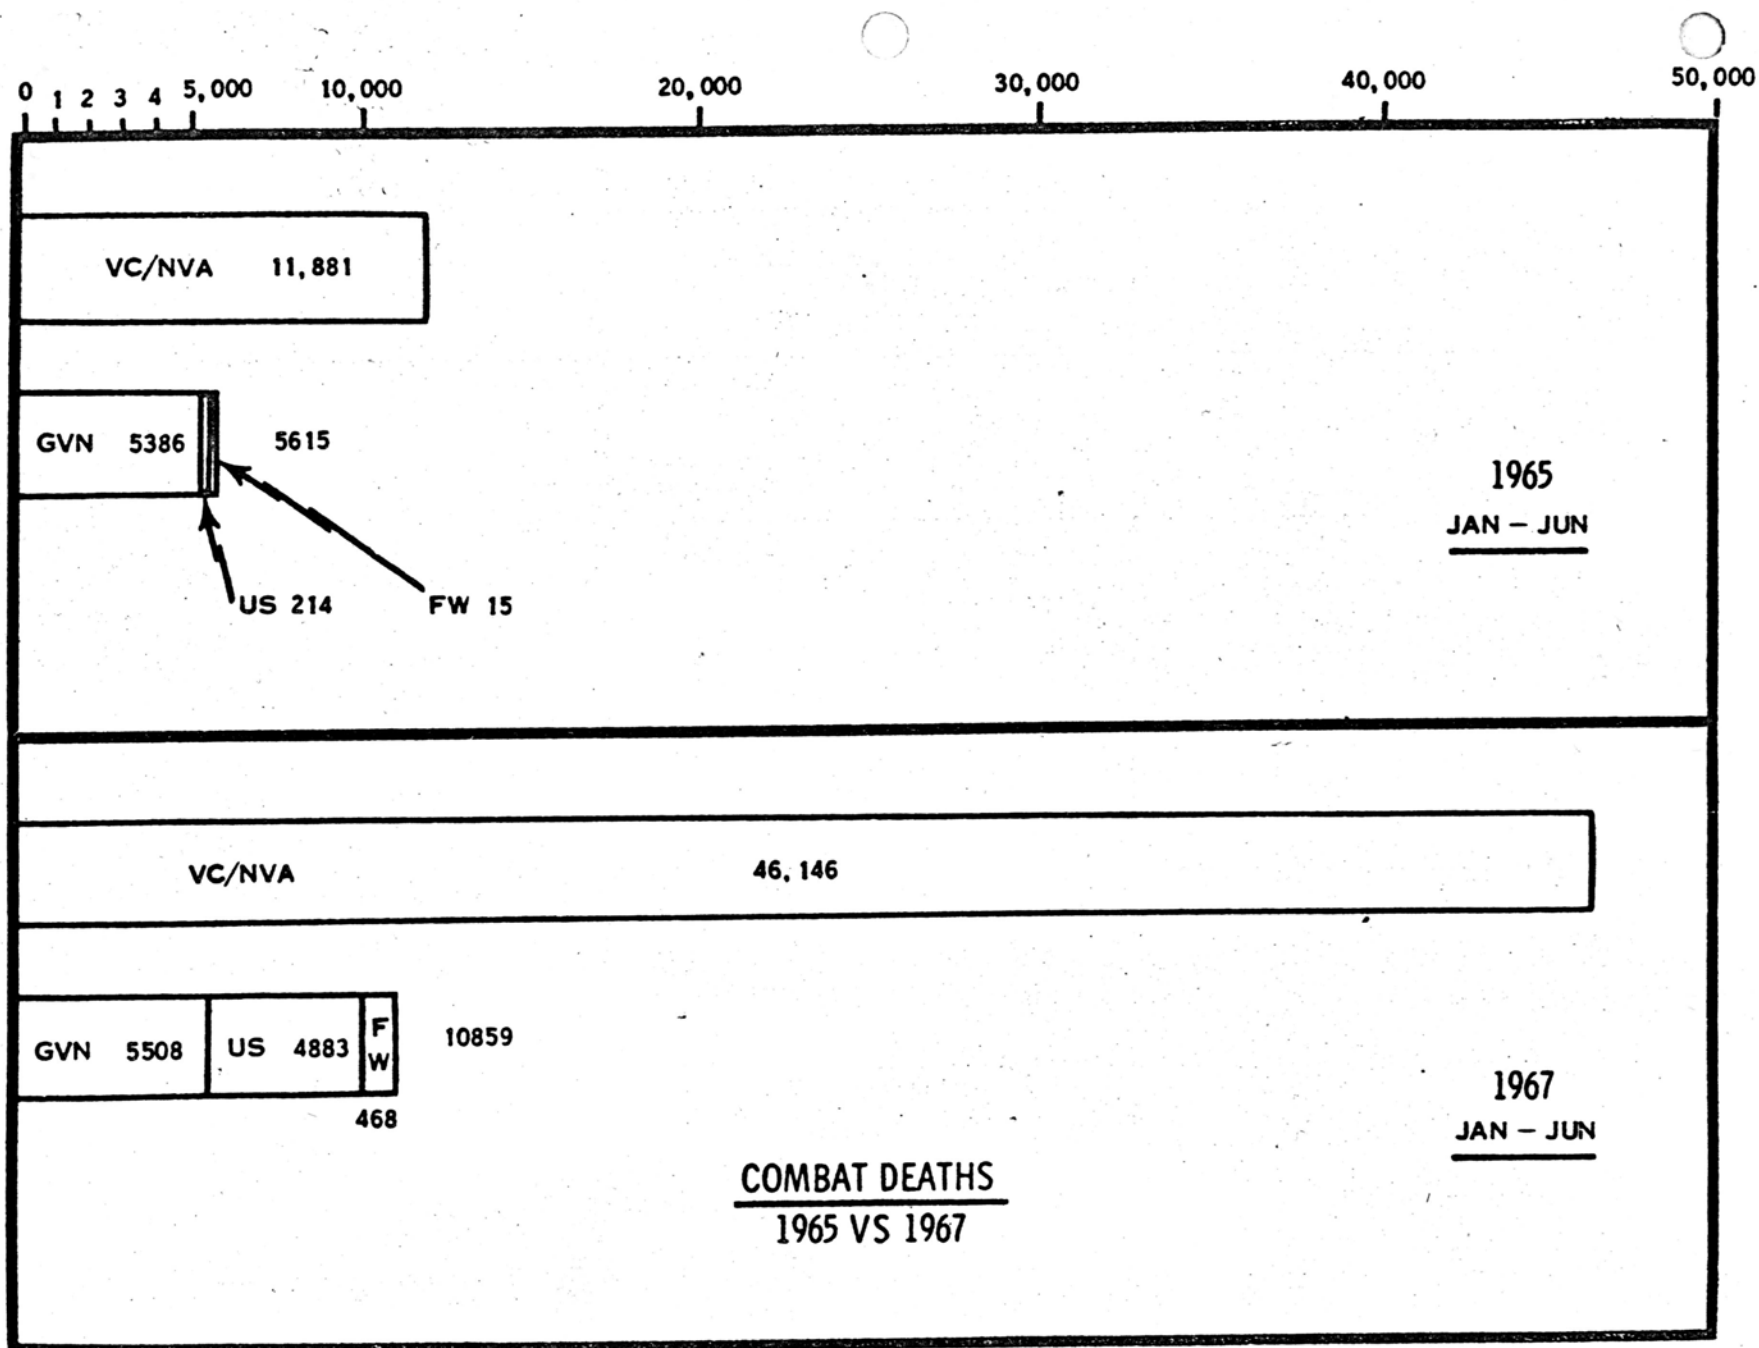 0 1 2 3 4 5,000 10,000 20,000 30,000 40,000 50,000
VC/NVA 11,881
GVN 5386 5615
1965
JAN – JUN
US 214 FW 15
VC/NVA 46,146
GVN 5508 US 4883 F W 10859
468
1967
JAN – JUN
COMBAT DEATHS
1965 VS 1967